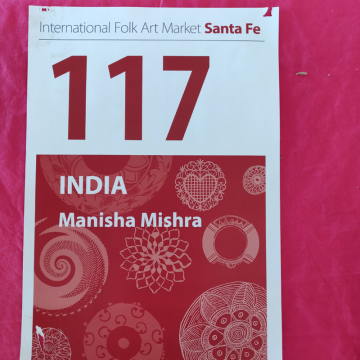 International Folk Art Market Santa Fe
117
INDIA
Manisha Mishra